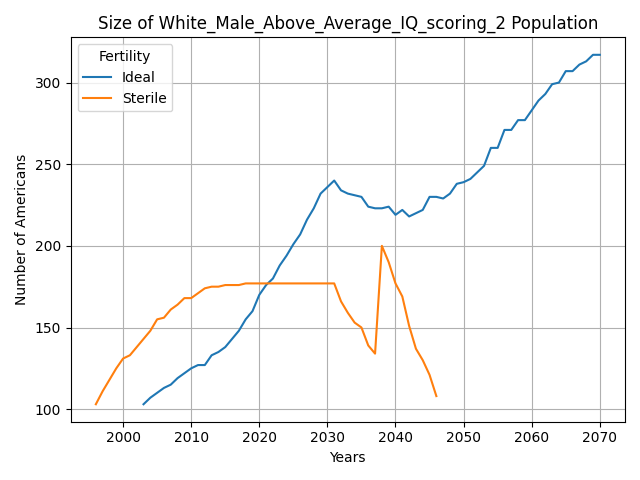 Size of White_Male_Above_Average_IQ_scoring_2 Population
Fertility
Ideal
Sterile
Number of Americans
300
250
200
150
100
2000 2010 2020 2030 2040 2050 2060 2070
Years